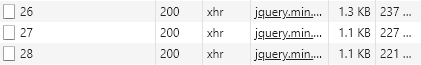 26 200 xhr jquery.min.... 1.3 KB 237 ...
27 200 xhr jquery.min.... 1.1 KB 227 ...
28 200 xhr jquery.min.... 1.1 KB 221 ...